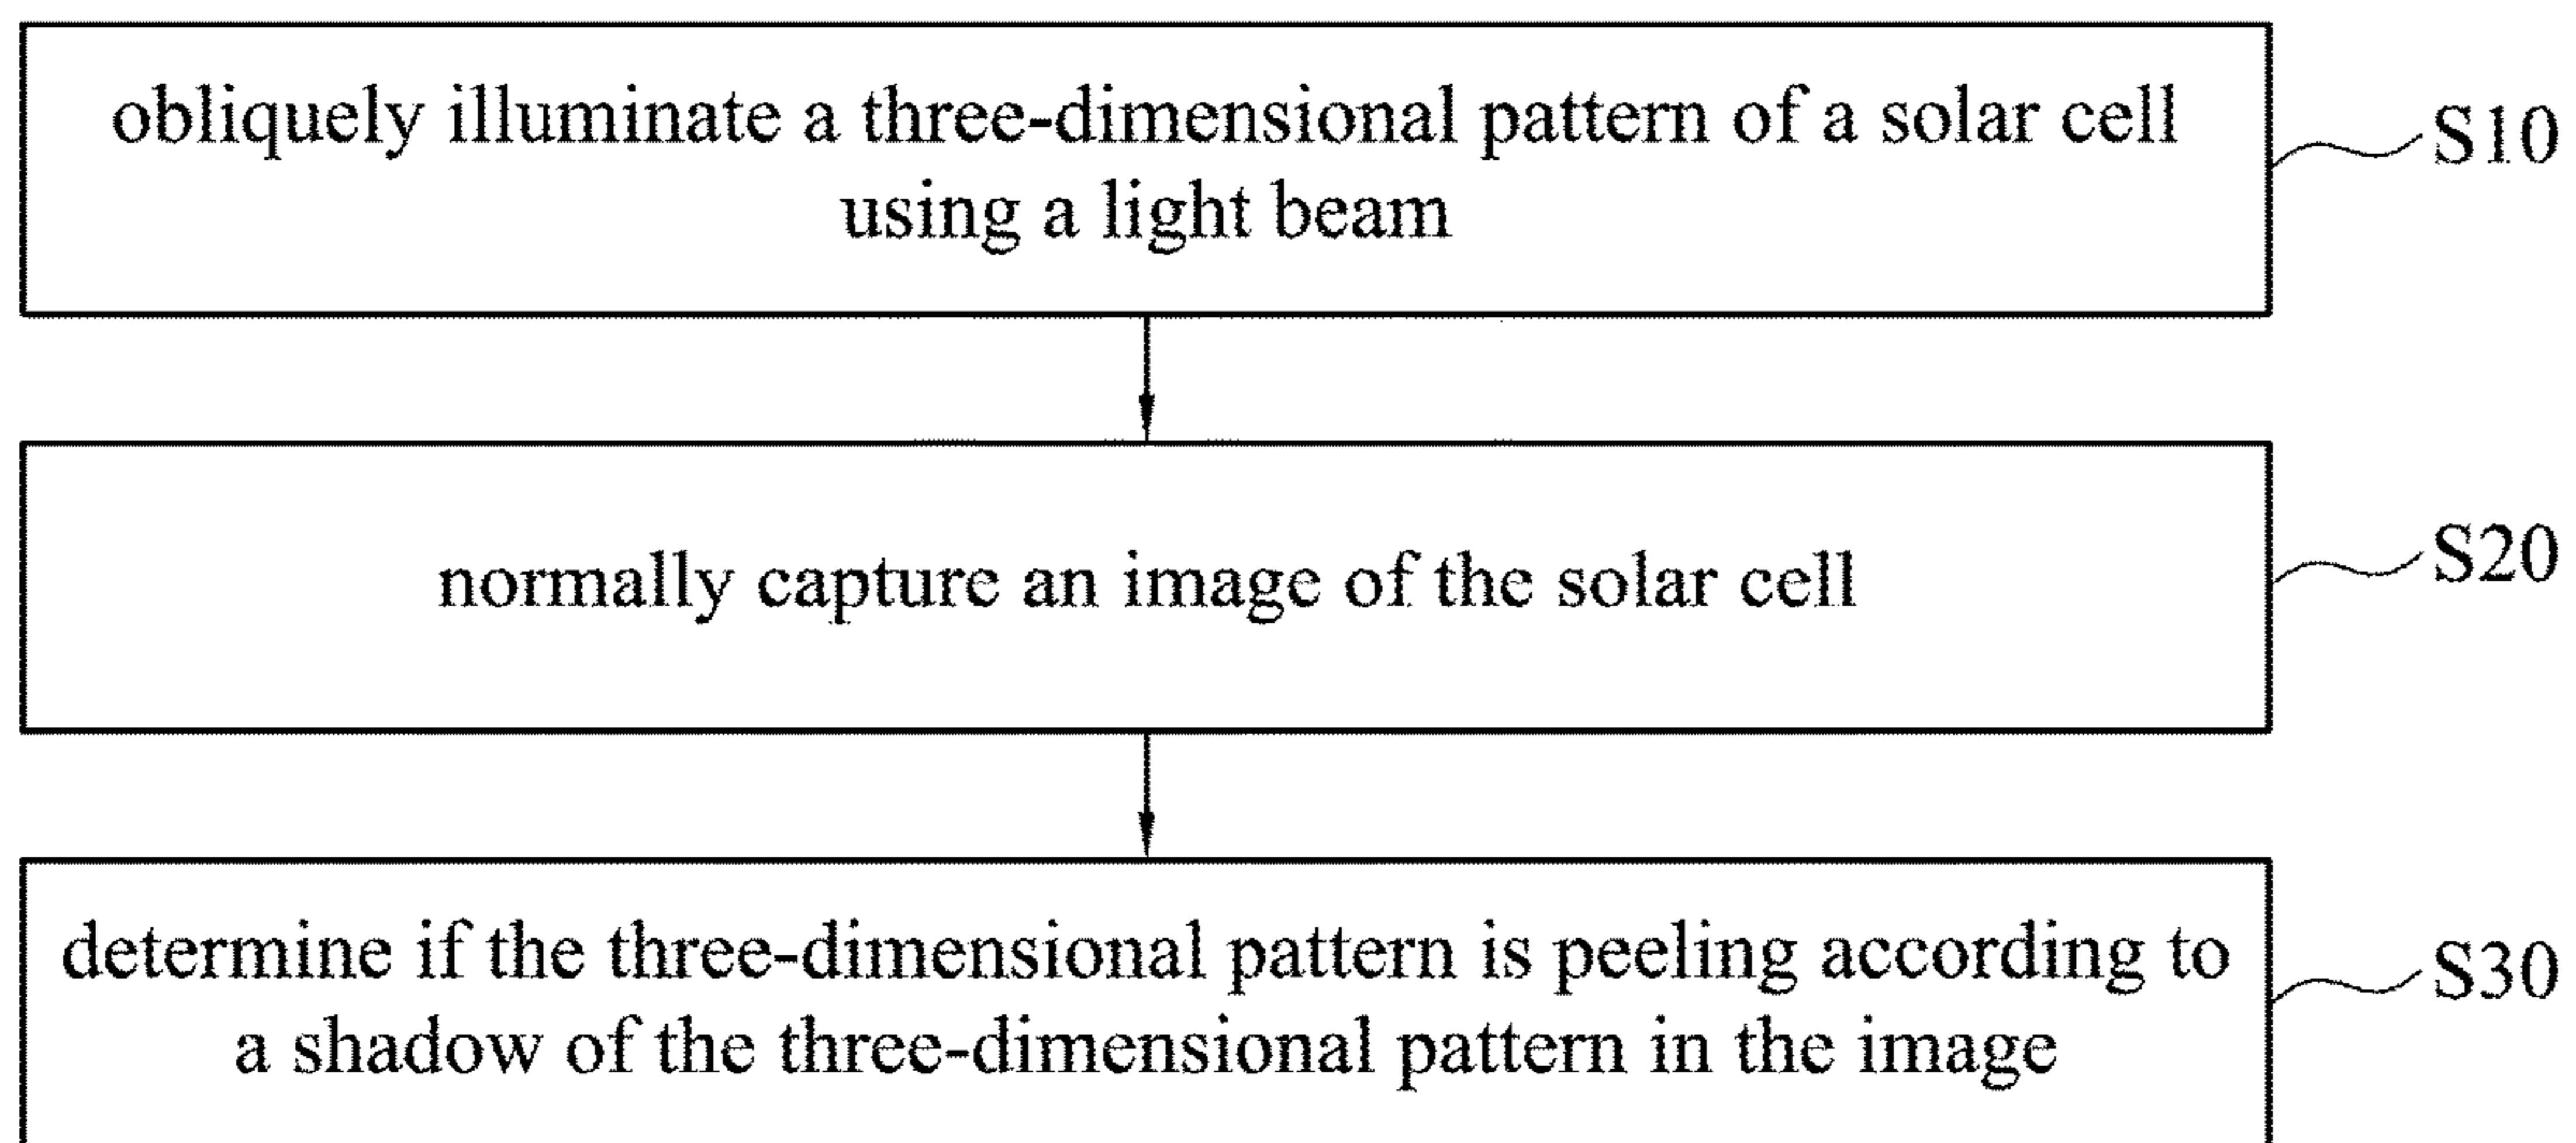 obliquely illuminate a three-dimensional pattern of a solar cell
using a light beam
S10
normally capture an image of the solar cell
S20
determine if the three-dimensional pattern is peeling according to
a shadow of the three-dimensional pattern in the image
S30